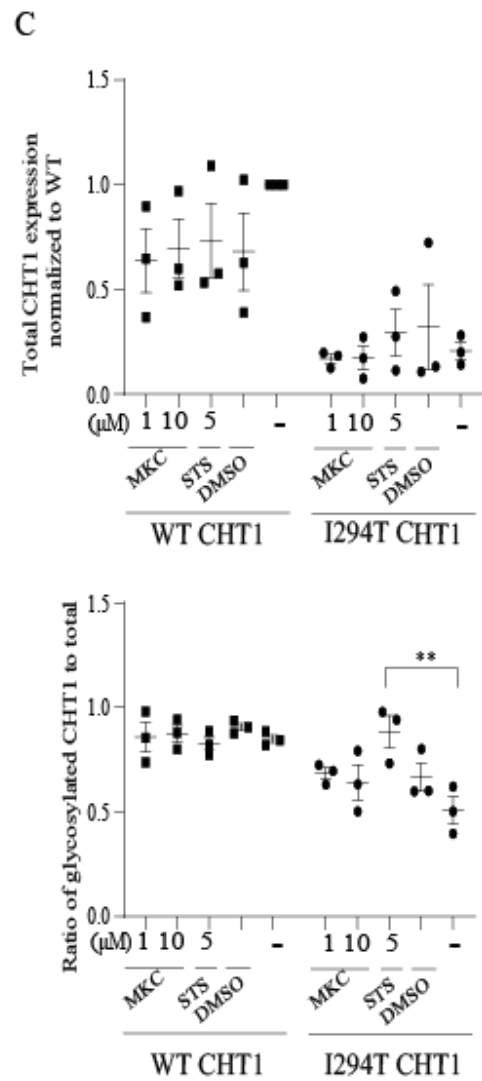 C
Total CHT1 expression
normalized to WT
1.5
1.0
0.5
0.0
(μM) 1 10 5 - 1 10 5 -
MKC STS DMSO MKC STS DMSO
WT CHT1 I294T CHT1
Ratio of glycosylated CHT1 to total
1.5
**
1.0
0.5
0.0
(μM) 1 10 5 - 1 10 5 -
MKC STS DMSO MKC STS DMSO
WT CHT1 I294T CHT1